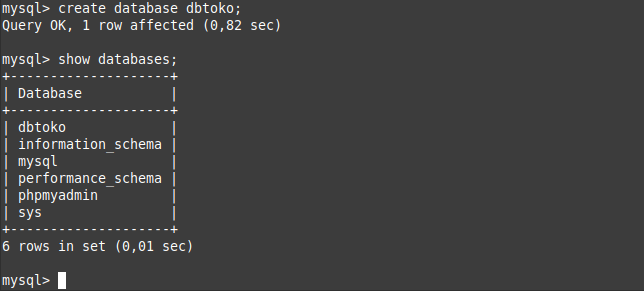 mysql> create database dbtoko;
Query OK, 1 row affected (0,82 sec)
mysql> show databases;
+--------------------+
| Database           |
+--------------------+
| dbtoko             |
| information_schema |
| mysql              |
| performance_schema |
| phpmyadmin         |
| sys                |
+--------------------+
6 rows in set (0,01 sec)
mysql>